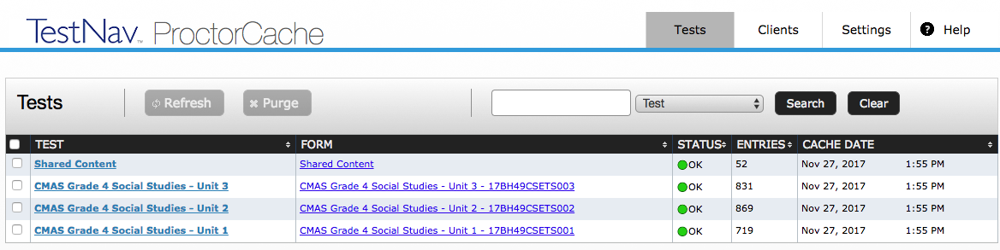 TestNav™ ProctorCache
Tests Clients Settings ? Help
Tests Refresh Purge Test Search Clear
TEST FORM STATUS ENTRIES CACHE DATE
Shared Content Shared Content OK 52 Nov 27, 2017 1:55 PM
CMAS Grade 4 Social Studies - Unit 3 CMAS Grade 4 Social Studies - Unit 3 - 17BH49CSETS003 OK 831 Nov 27, 2017 1:55 PM
CMAS Grade 4 Social Studies - Unit 2 CMAS Grade 4 Social Studies - Unit 2 - 17BH49CSETS002 OK 869 Nov 27, 2017 1:55 PM
CMAS Grade 4 Social Studies - Unit 1 CMAS Grade 4 Social Studies - Unit 1 - 17BH49CSETS001 OK 719 Nov 27, 2017 1:55 PM